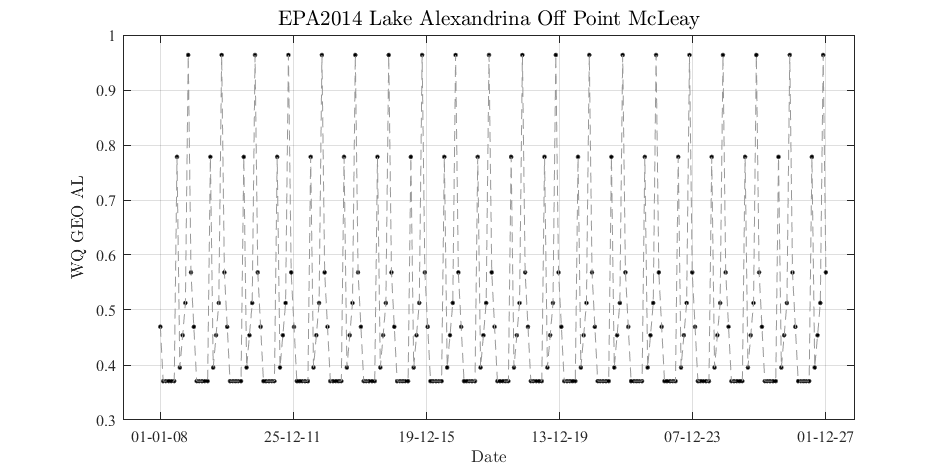 EPA2014 Lake Alexandrina Off Point McLeay
1
0.9
0.8
0.7
0.6
0.5
0.4
0.3
WQ GEO AL
01-01-08 25-12-11 19-12-15 13-12-19 07-12-23 01-12-27
Date